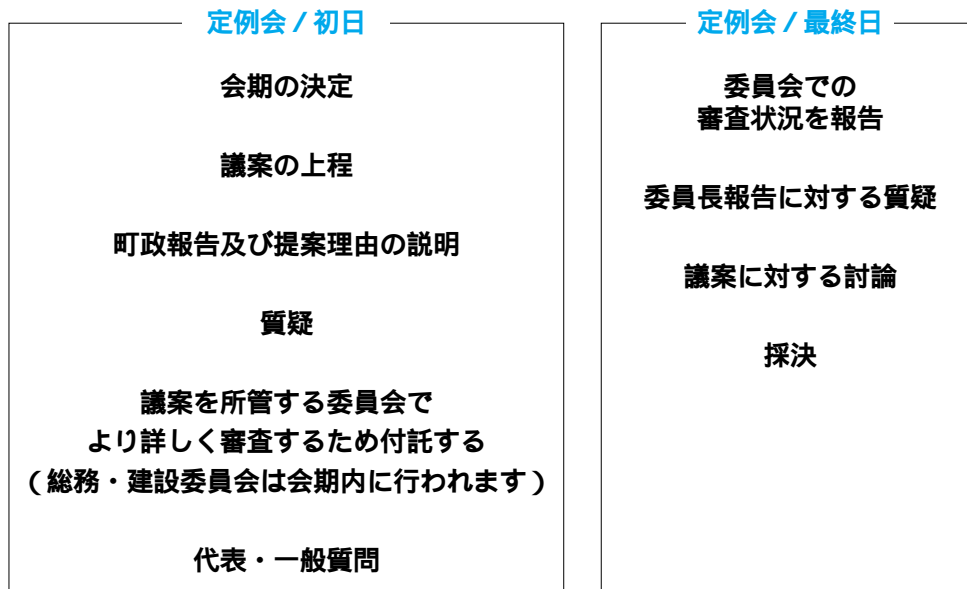 定例会 / 初日
会期の決定
議案の上程
町政報告及び提案理由の説明
質疑
議案を所管する委員会で
より詳しく審査するため付託する
(総務・建設委員会は会期内に行われます)
代表・一般質問
定例会 / 最終日
委員会での
審査状況を報告
委員長報告に対する質疑
議案に対する討論
採決